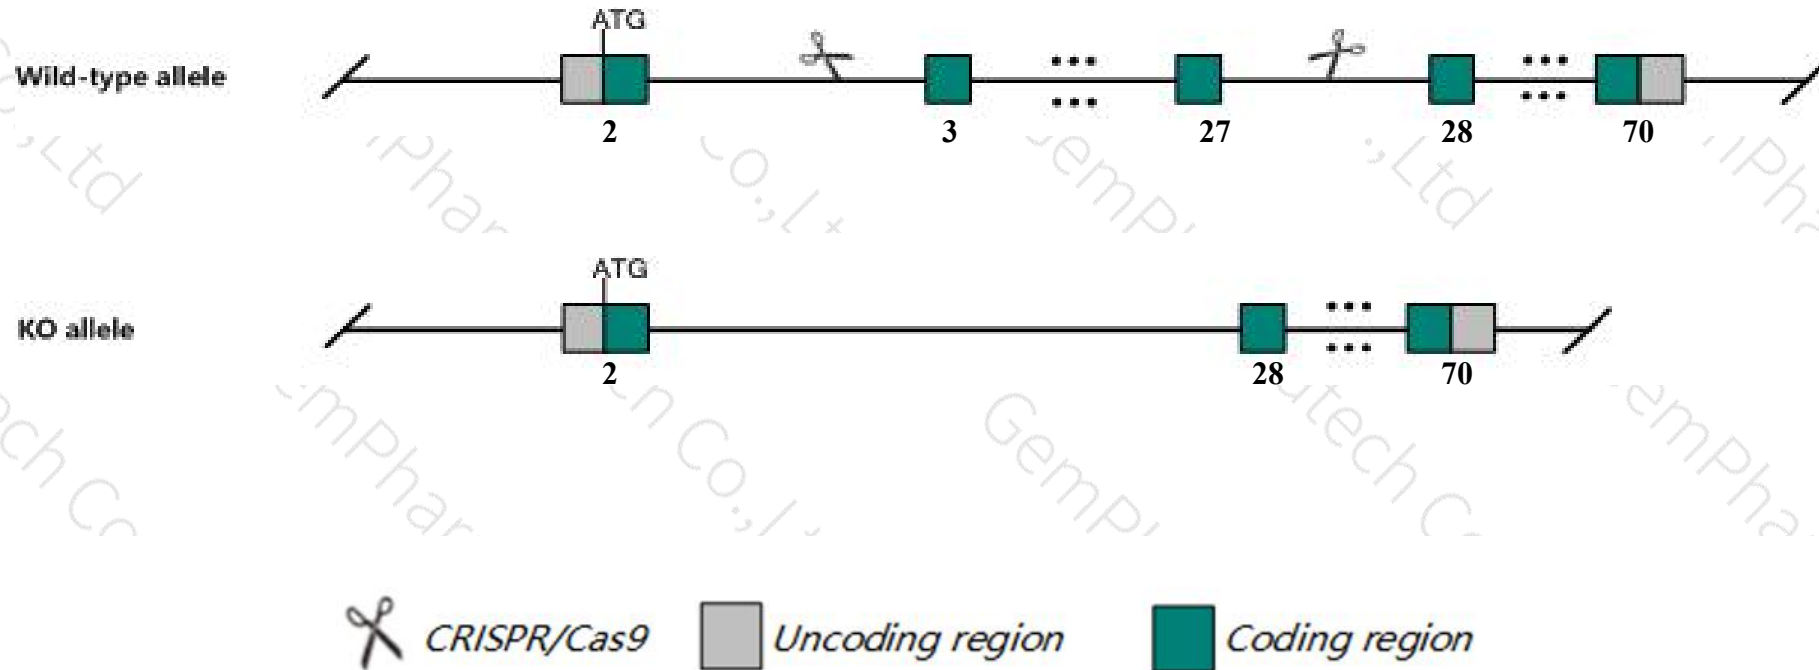 ATG
Wild-type allele
2 3 27 28 70
ATG
KO allele
2 28 70
CRISPR/Cas9 Uncoding region Coding region